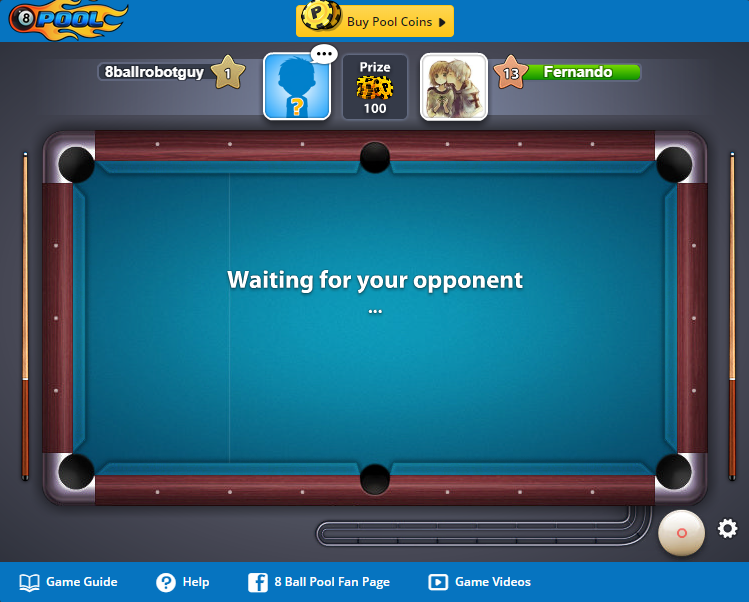 8 POOL
P
Buy Pool Coins
8ballrobotguy
1
?
Prize
100
13
Fernando
Waiting for your opponent
...
Game Guide
? Help
f 8 Ball Pool Fan Page
Game Videos